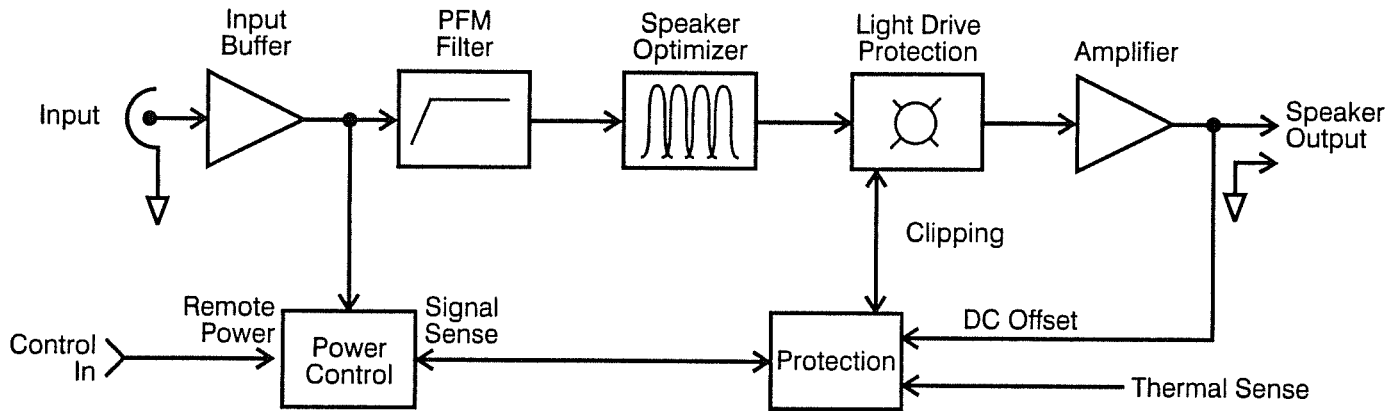 Input
Buffer
PFM
Filter
Speaker
Optimizer
Light Drive
Protection
Amplifier
Input
Speaker
Output
Clipping
Remote
Power
Signal
Sense
DC Offset
Control
In
Power
Control
Protection
Thermal Sense